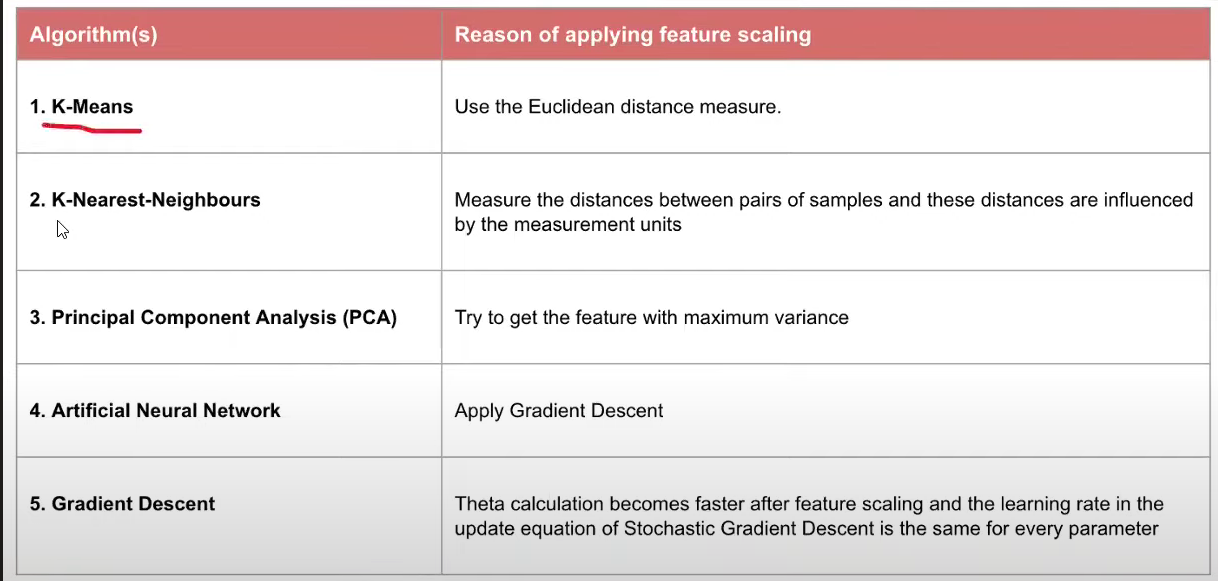 Algorithm(s)
Reason of applying feature scaling
1. K-Means
Use the Euclidean distance measure.
2. K-Nearest-Neighbours
Measure the distances between pairs of samples and these distances are influenced
by the measurement units
3. Principal Component Analysis (PCA)
Try to get the feature with maximum variance
4. Artificial Neural Network
Apply Gradient Descent
5. Gradient Descent
Theta calculation becomes faster after feature scaling and the learning rate in the
update equation of Stochastic Gradient Descent is the same for every parameter